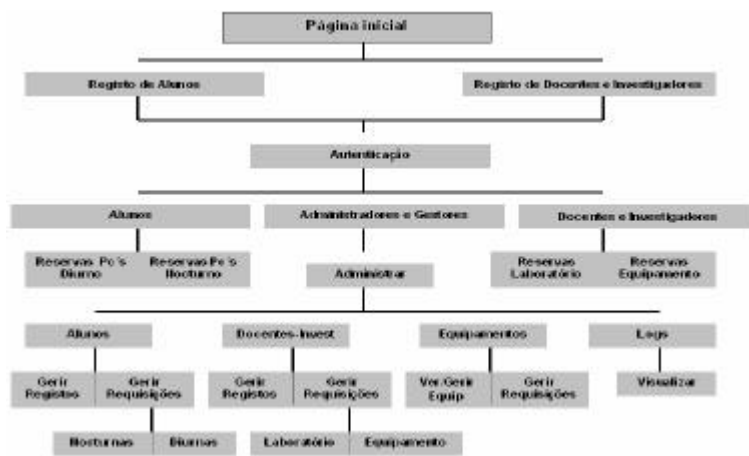 Página inicial
Registo de Alunos
Registo de Docentes e Investigadores
Autenticação
Alunos
Administradores e Gestores
Docentes e Investigadores
Reservas Pc's
Diurno
Reservas Pc's
Nocturno
Reservas
Laboratório
Reservas
Equipamento
Administrar
Alunos
Docentes-Invest
Equipamentos
Logs
Gerir
Registos
Gerir
Requisições
Gerir
Registos
Gerir
Requisições
Ver/Gerir
Equip
Gerir
Requisições
Visualizar
Nocturnas
Diurnas
Laboratório
Equipamento